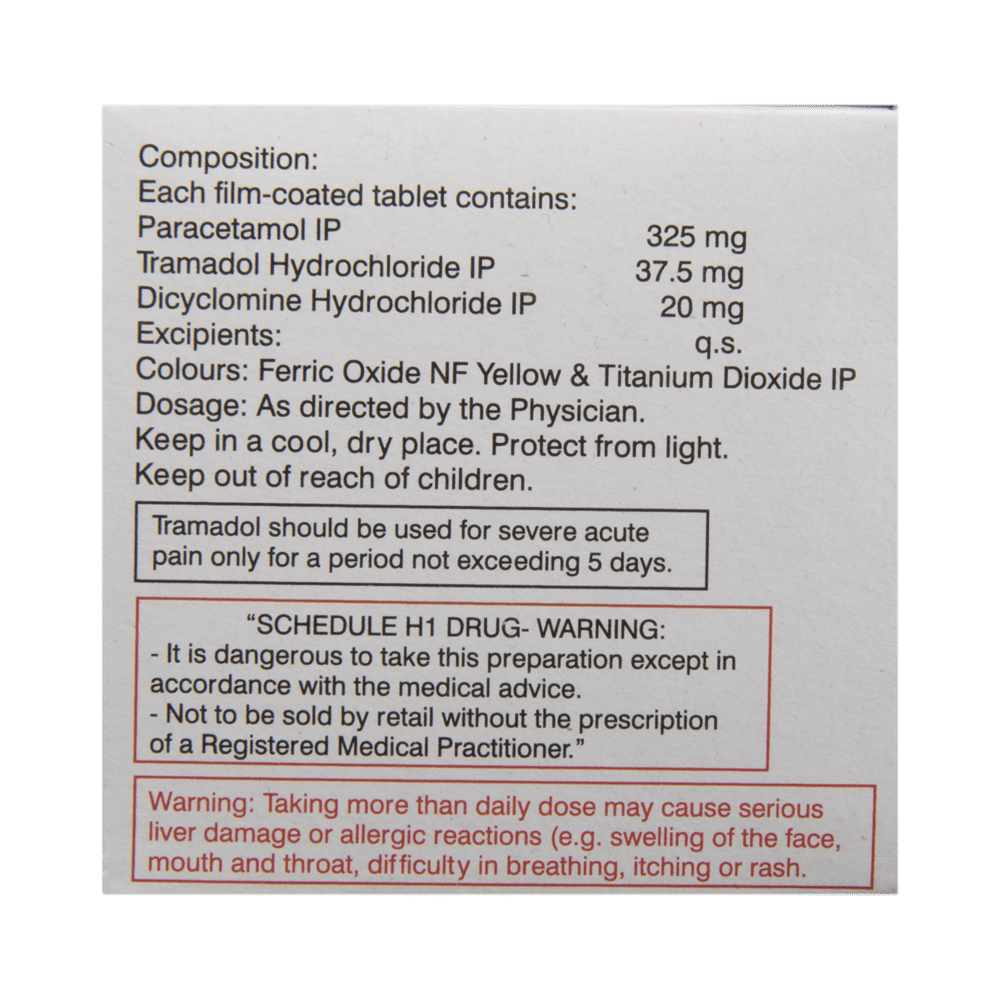 Composition:
Each film-coated tablet contains:
Paracetamol IP 325 mg
Tramadol Hydrochloride IP 37.5 mg
Dicyclomine Hydrochloride IP 20 mg
Excipients: q.s.
Colours: Ferric Oxide NF Yellow & Titanium Dioxide IP
Dosage: As directed by the Physician.
Keep in a cool, dry place. Protect from light.
Keep out of reach of children.
Tramadol should be used for severe acute
pain only for a period not exceeding 5 days.
“SCHEDULE H1 DRUG- WARNING:
- It is dangerous to take this preparation except in
accordance with the medical advice.
- Not to be sold by retail without the prescription
of a Registered Medical Practitioner.”
Warning: Taking more than daily dose may cause serious
liver damage or allergic reactions (e.g. swelling of the face,
mouth and throat, difficulty in breathing, itching or rash.